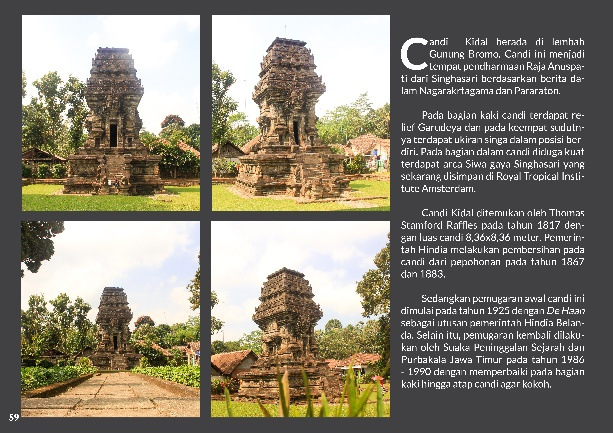 Candi Kidal berada di lembah
Gunung Bromo. Candi ini menjadi
tempat pendharmaan Raja Anuspa-
ti dari Singhasari berdasarkan berita da-
lam Nagarakrtagama dan Pararaton.
Pada bagian kaki candi terdapat re-
lief Garudeya dan pada keempat sudutn-
ya terdapat ukiran singa dalam posisi ber-
diri. Pada bagian dalam candi diduga kuat
terdapat arca Siwa gaya Singhasari yang
sekarang disimpan di Royal Tropical Insti-
tute Amsterdam.
Candi Kidal ditemukan oleh Thomas
Stamford Raffles pada tahun 1817 den-
gan luas candi 8,36x8,36 meter. Pemerin-
tah Hindia melakukan pembersihan pada
candi dari pepohonan pada tahun 1867
dan 1883.
Sedangkan pemugaran awal candi ini
dimulai pada tahun 1925 dengan De Haan
sebagai utusan pemerintah Hindia Belan-
da. Selain itu, pemugaran kembali dilaku-
kan oleh Suaka Peninggalan Sejarah dan
Purbakala Jawa Timur pada tahun 1986
- 1990 dengan memperbaiki pada bagian
kaki hingga atap candi agar kokoh.
59